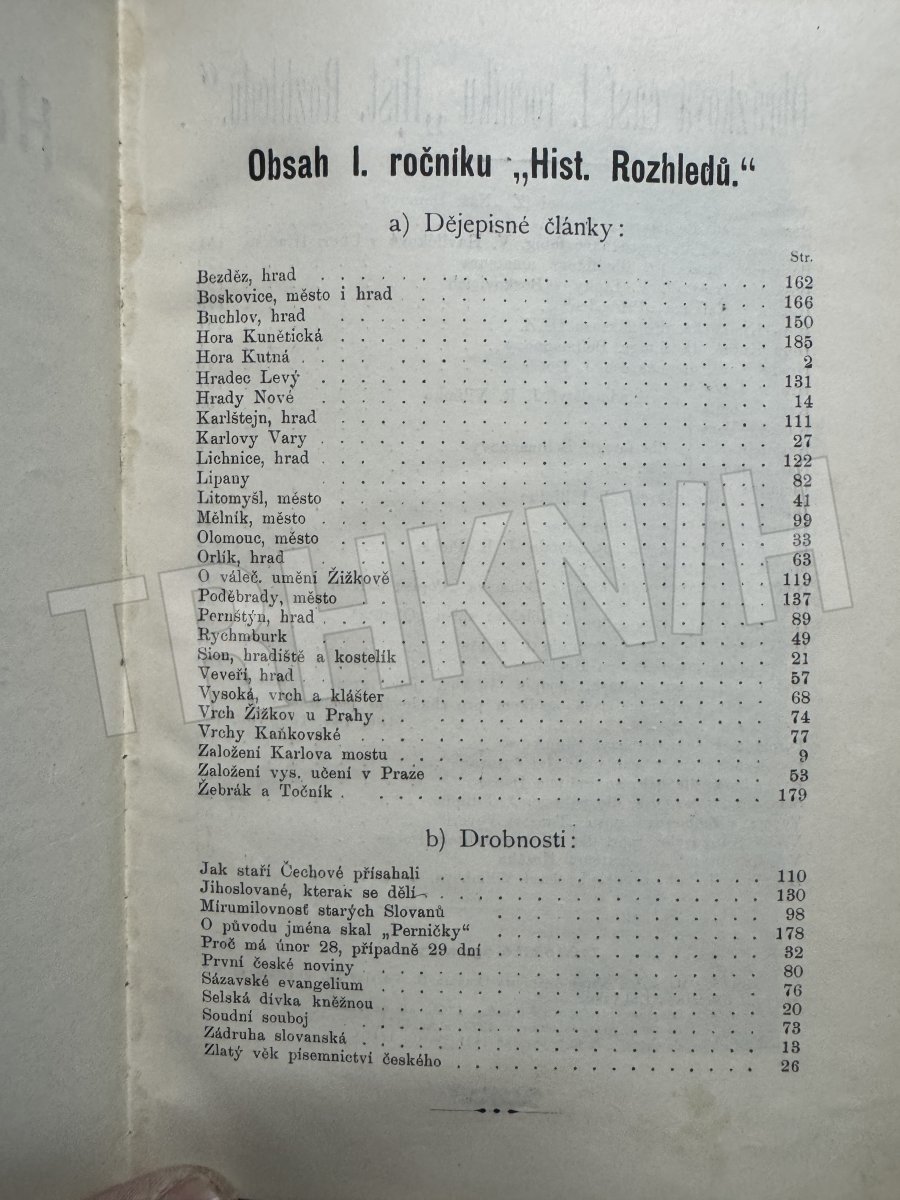 Obsah I. ročníku „Hist. Rozhledů.“
a) Dějepisné články:
Str.
Bezděz, hrad . . . . . . . . . . . . . . . . . . . . 162
Boskovice, město i hrad . . . . . . . . . . . . . . . . 166
Buchlov, hrad . . . . . . . . . . . . . . . . . . . 150
Hora Kunětická . . . . . . . . . . . . . . . . . . . 185
Hora Kutná . . . . . . . . . . . . . . . . . . . . 2
Hradec Levý . . . . . . . . . . . . . . . . . . . . 131
Hrady Nové . . . . . . . . . . . . . . . . . . . . 14
Karlštejn, hrad . . . . . . . . . . . . . . . . . . . 111
Karlovy Vary . . . . . . . . . . . . . . . . . . . . 27
Lichnice, hrad . . . . . . . . . . . . . . . . . . . 122
Lipany . . . . . . . . . . . . . . . . . . . . 82
Litomyšl, město . . . . . . . . . . . . . . . . . . . 41
Mělník, město . . . . . . . . . . . . . . . . . . . 99
Olomouc, město . . . . . . . . . . . . . . . . . . . 33
Orlík, hrad . . . . . . . . . . . . . . . . . . . . 63
O váleč. umění Žižkově . . . . . . . . . . . . . . . . 119
Poděbrady, město . . . . . . . . . . . . . . . . . . 137
Pernštýn, hrad . . . . . . . . . . . . . . . . . . . 89
Rychmburk . . . . . . . . . . . . . . . . . . . 49
Sion, hradiště a kostelík . . . . . . . . . . . . . . . 21
Veveří, hrad . . . . . . . . . . . . . . . . . . . . 57
Vysoká, vrch a klášter . . . . . . . . . . . . . . . . 68
Vrch Žižkov u Prahy . . . . . . . . . . . . . . . . . 74
Vrchy Kaňkovské . . . . . . . . . . . . . . . . . . 77
Založení Karlova mostu . . . . . . . . . . . . . . . . 9
Založení vys. učení v Praze . . . . . . . . . . . . . . 53
Žebrák a Točník . . . . . . . . . . . . . . . . . . 179
b) Drobnosti:
Jak staří Čechové přísahali . . . . . . . . . . . . . . 110
Jihoslované, kterak se dělí . . . . . . . . . . . . . . 130
Mirumilovnosť starých Slovanů . . . . . . . . . . . . 98
O původu jména skal „Perničky“ . . . . . . . . . . . . 178
Proč má únor 28, případně 29 dní . . . . . . . . . . . . 32
První české noviny . . . . . . . . . . . . . . . . . 80
Sázavské evangelium . . . . . . . . . . . . . . . . 76
Selská dívka kněžnou . . . . . . . . . . . . . . . . 20
Soudní souboj . . . . . . . . . . . . . . . . . 73
Zádruha slovanská . . . . . . . . . . . . . . . . . 13
Zlatý věk písemnictví českého . . . . . . . . . . . . . 26
TRHKNIH